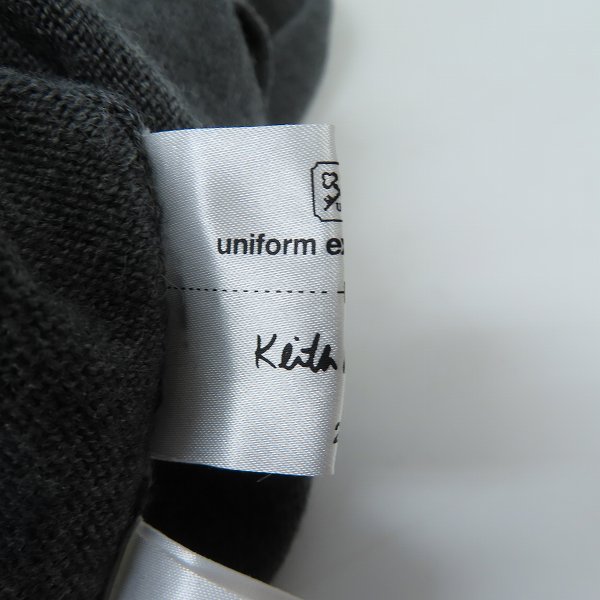 uniform ex
Keith